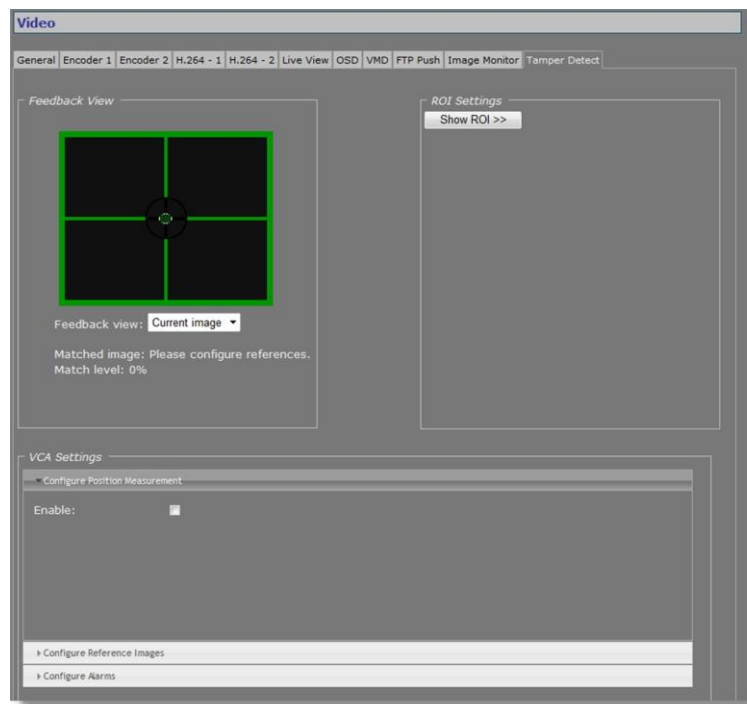 Video
General Encoder 1 Encoder 2 H.264 - 1 H.264 - 2 Live View OSD VMD FTP Push Image Monitor Tamper Detect
Feedback View
Feedback view: Current image
Matched image: Please configure references.
Match level: 0%
ROI Settings
Show ROI >>
VCA Settings
Configure Position Measurement
Enable:
Configure Reference Images
Configure Alarms